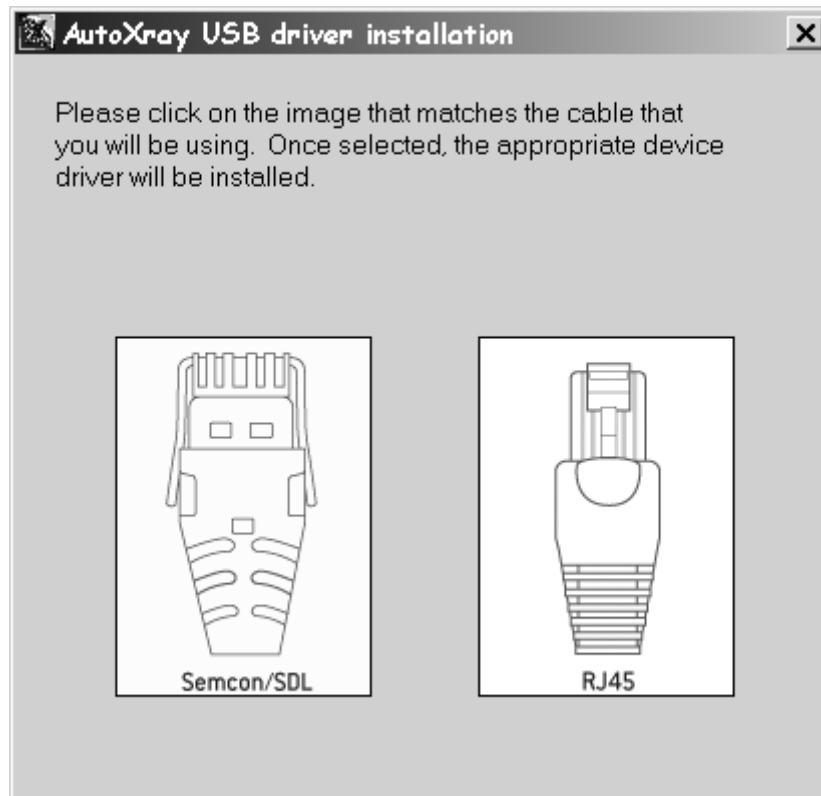 AutoXray USB driver installation
Please click on the image that matches the cable that
you will be using.  Once selected, the appropriate device
driver will be installed.
Semcon/SDL
RJ45